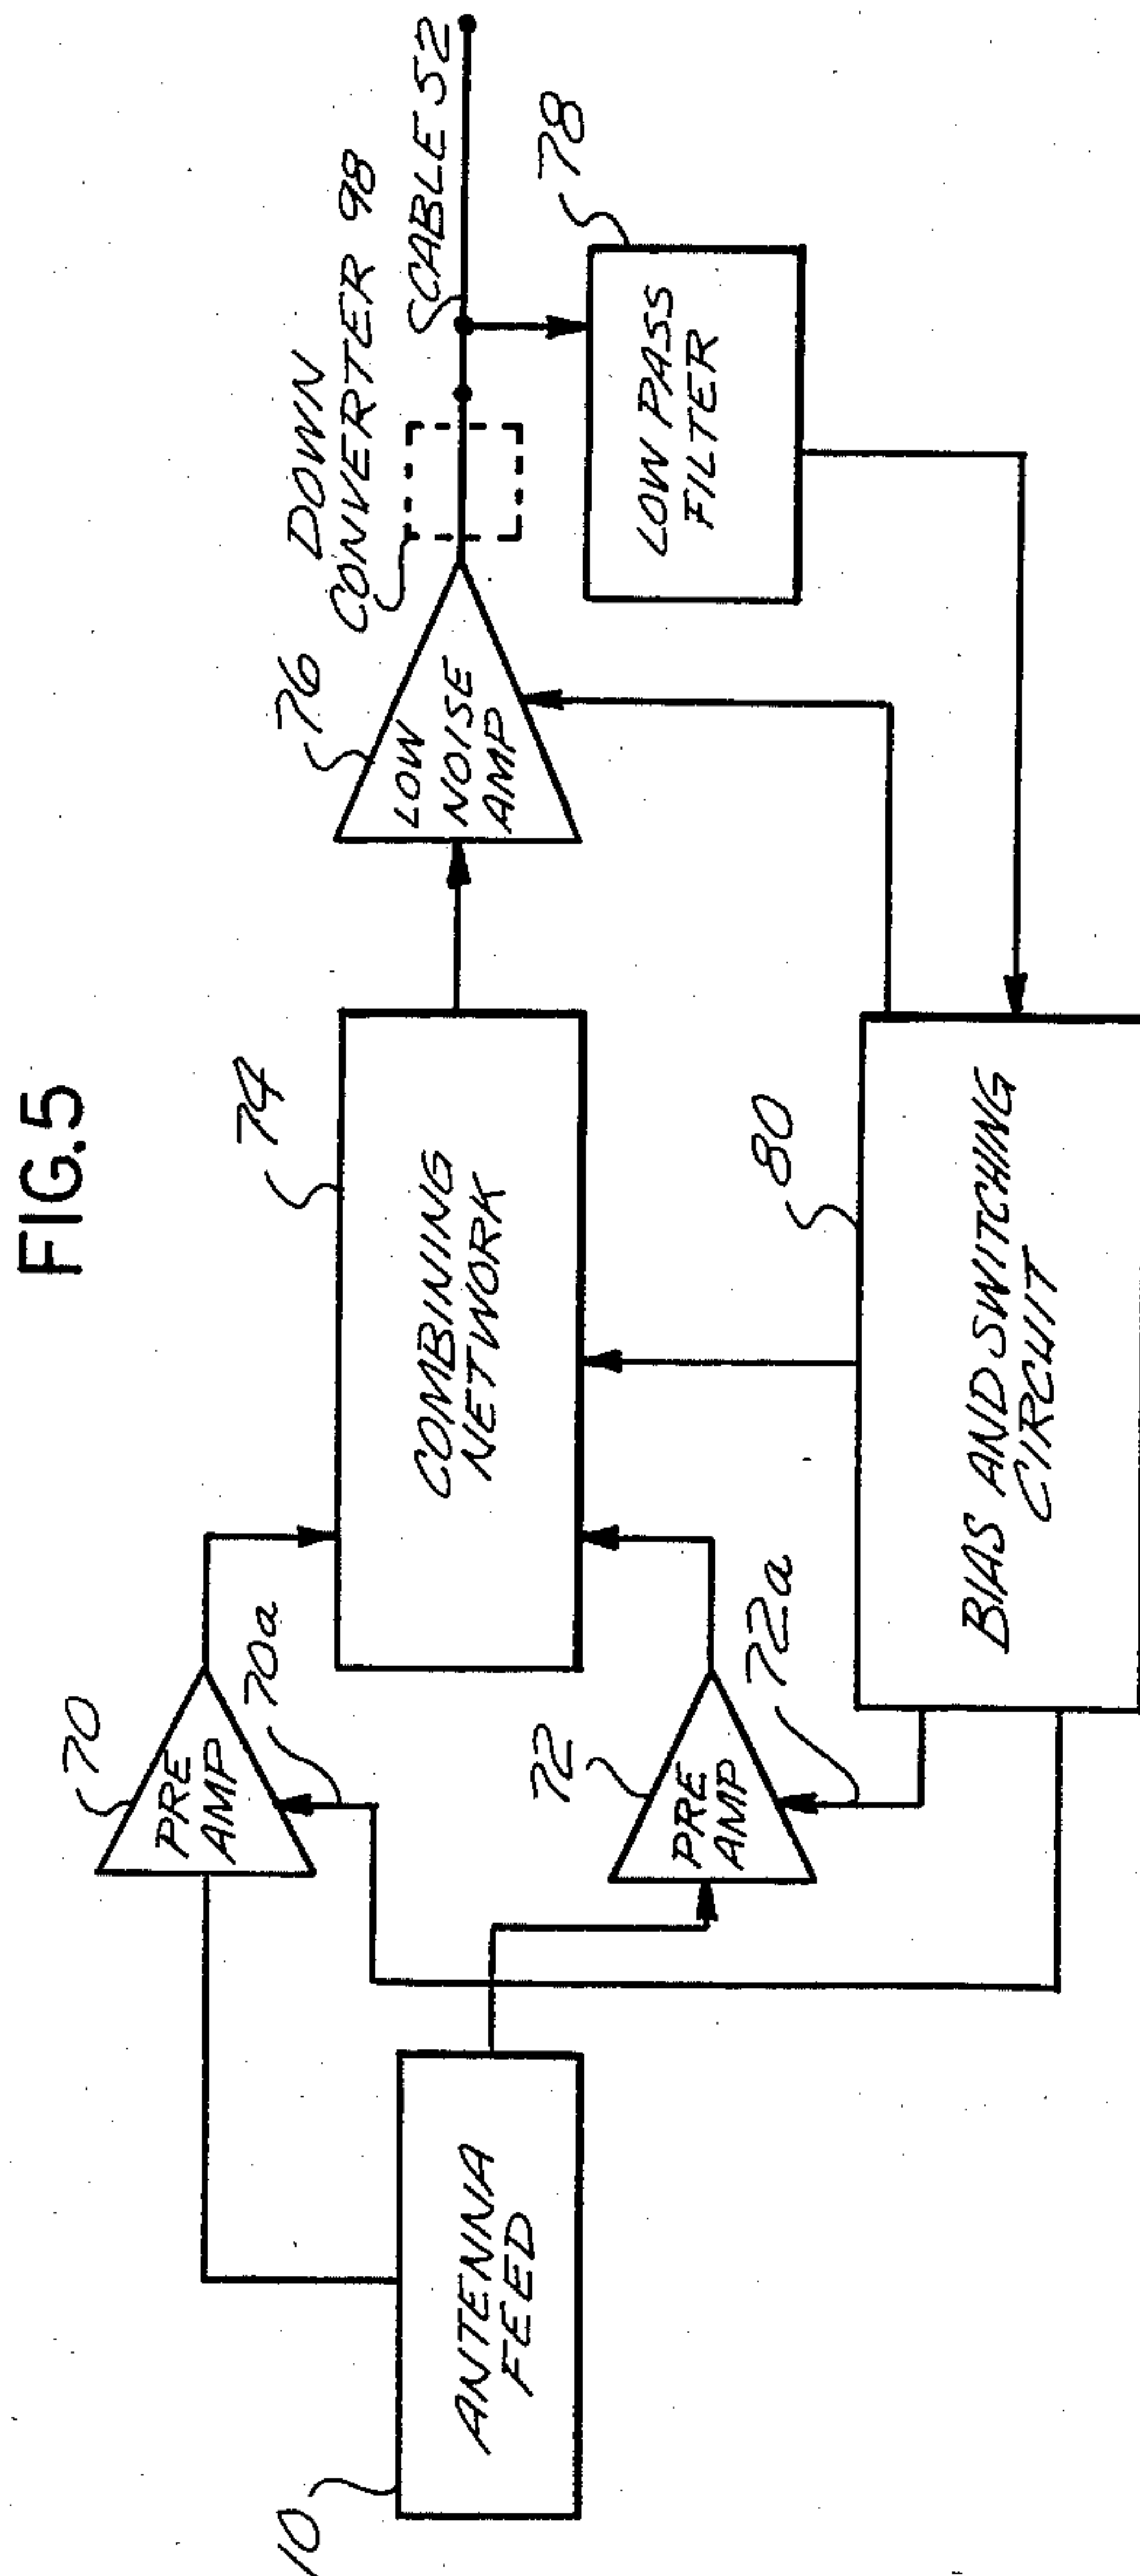 FIG.5
10
ANTENNA
FEED
70
PRE
AMP
70a
72
PRE
AMP
72a
74
COMBINING
NETWORK
76
LOW
NOISE
AMP
DOWN
CONVERTER 98
CABLE 52
78
LOW PASS
FILTER
80
BIAS AND SWITCHING
CIRCUIT